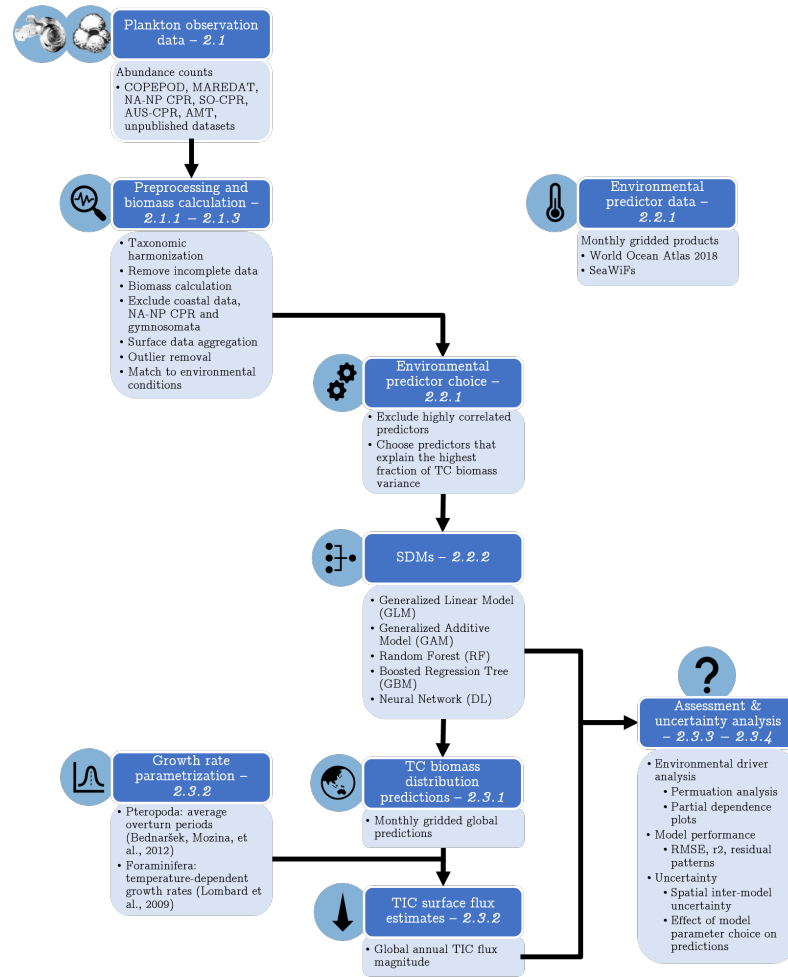 Plankton observation
data – 2.1
Abundance counts
• COPEPOD, MAREDAT,
NA-NP CPR, SO-CPR,
AUS-CPR, AMT,
unpublished datasets
Preprocessing and
biomass calculation –
2.1.1 – 2.1.3
• Taxonomic
harmonization
• Remove incomplete data
• Biomass calculation
• Exclude coastal data,
NA-NP CPR and
gymnosomata
• Surface data aggregation
• Outlier removal
• Match to environmental
conditions
Environmental
predictor data –
2.2.1
Monthly gridded products
• World Ocean Atlas 2018
• SeaWiFs
Environmental
predictor choice –
2.2.1
• Exclude highly correlated
predictors
• Choose predictors that
explain the highest
fraction of TC biomass
variance
SDMs – 2.2.2
• Generalized Linear Model
(GLM)
• Generalized Additive
Model (GAM)
• Random Forest (RF)
• Boosted Regression Tree
(GBM)
• Neural Network (DL)
Growth rate
parametrization –
2.3.2
• Pteropoda: average
overturn periods
(Bednaršek, Mozina, et
al., 2012)
• Foraminifera:
temperature-dependent
growth rates (Lombard et
al., 2009)
TC biomass
distribution
predictions – 2.3.1
• Monthly gridded global
predictions
TIC surface flux
estimates – 2.3.2
• Global annual TIC flux
magnitude
?
Assessment &
uncertainty analysis
– 2.3.3 – 2.3.4
• Environmental driver
analysis
• Permuation analysis
• Partial dependence
plots
• Model performance
• RMSE, r2, residual
patterns
• Uncertainty
• Spatial inter-model
uncertainty
• Effect of model
parameter choice on
predictions